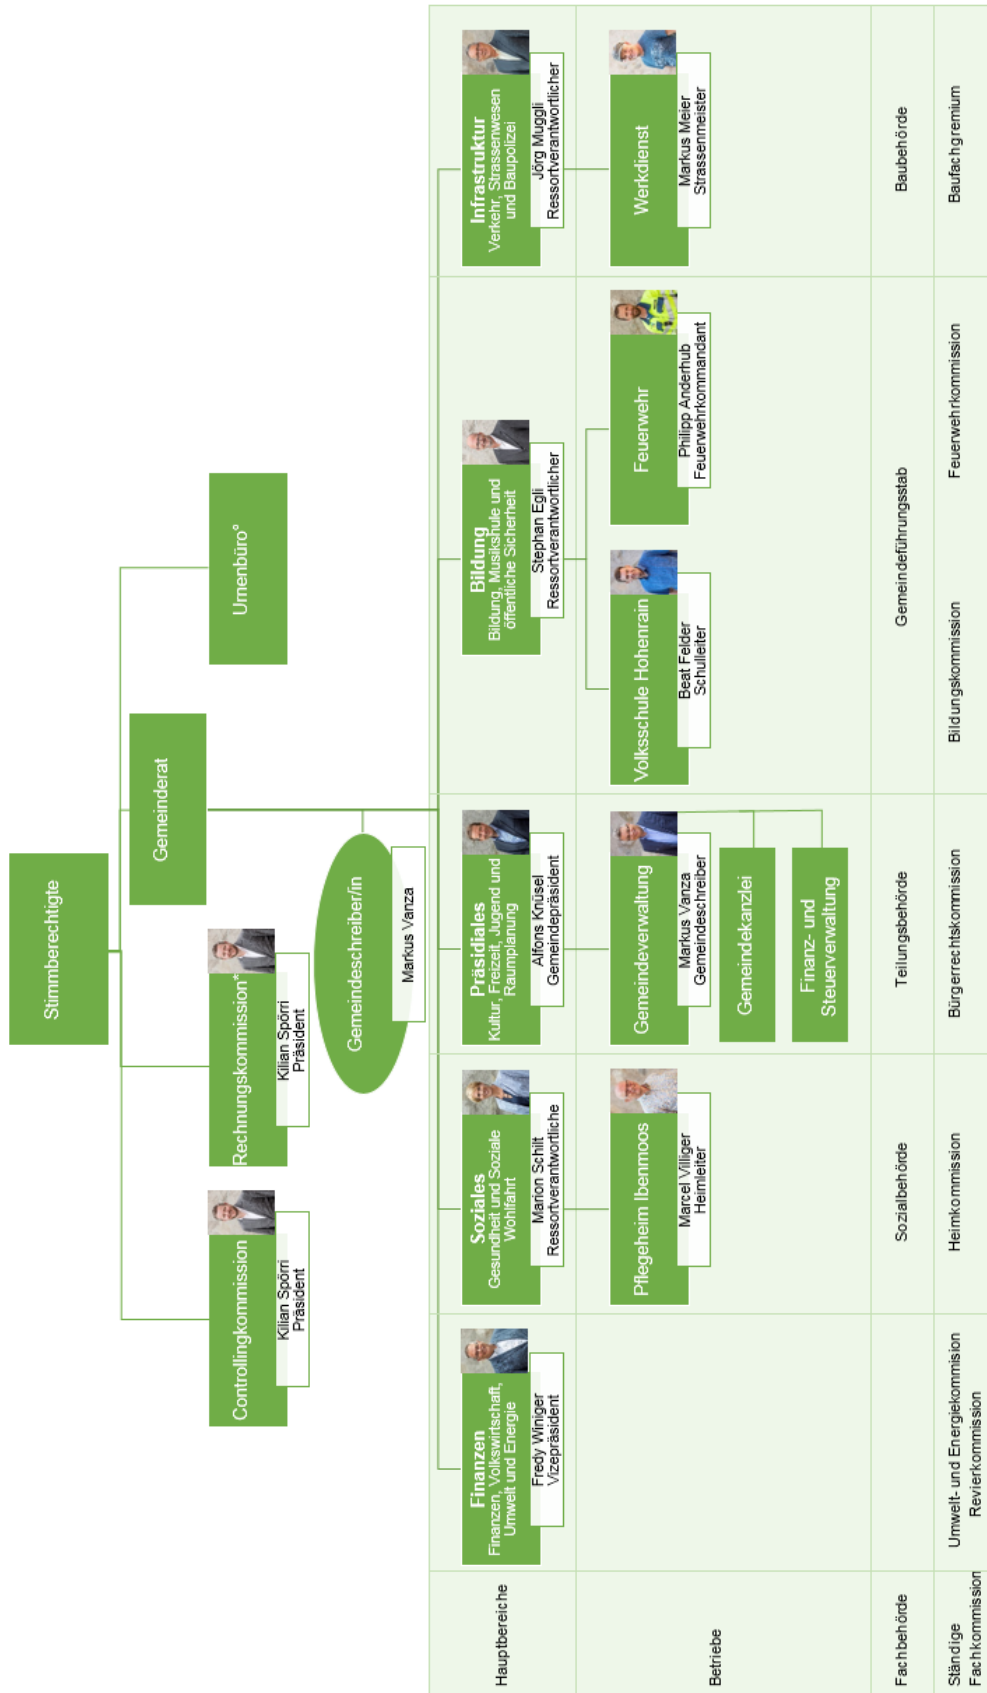 Stimmberechtigte
Gemeinderat
Urnenbüro°
Controllingkommission
Kilian Spörri
Präsident
Rechnungskommission*
Kilian Spörri
Präsident
Gemeindeschreiber/in
Markus Vanza
Hauptbereiche
Finanzen
Finanzen, Volkswirtschaft,
Umwelt und Energie
Fredy Winiger
Vizepräsident
Soziales
Gesundheit und Soziale
Wohlfahrt
Marion Schilt
Ressortverantwortliche
Präsidiales
Kultur, Freizeit, Jugend und
Raumplanung
Alfons Knüsel
Gemeindepräsident
Bildung
Bildung, Musikshule und
öffentliche Sicherheit
Stephan Egli
Ressortverantwortlicher
Infrastruktur
Verkehr, Strassenwesen
und Baupolizei
Jörg Muggli
Ressortverantwortlicher
Betriebe
Pflegeheim Ibenmoos
Marcel Villiger
Heimleiter
Gemeindeverwaltung
Markus Vanza
Gemeindeschreiber
Gemeindekanzlei
Finanz- und
Steuerverwaltung
Volksschule Hohenrain
Beat Felder
Schulleiter
Feuerwehr
Philipp Anderhub
Feuerwehrkommandant
Werkdienst
Markus Meier
Strassenmeister
Fachbehörde
Sozialbehörde
Teilungsbehörde
Gemeindeführungsstab
Baubehörde
Ständige
Fachkommission
Umwelt- und Energiekommision
Revierkommission
Heimkommission
Bürgerrechtskommission
Bildungskommission
Feuerwehrkommission
Baufachgremium